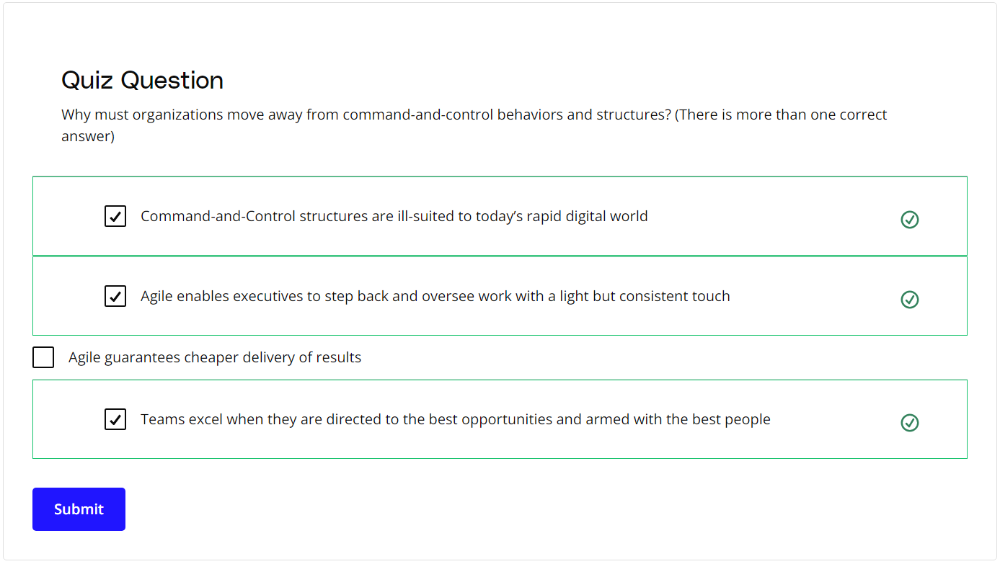 Quiz Question
Why must organizations move away from command-and-control behaviors and structures? (There is more than one correct
answer)
Command-and-Control structures are ill-suited to today’s rapid digital world
Agile enables executives to step back and oversee work with a light but consistent touch
Agile guarantees cheaper delivery of results
Teams excel when they are directed to the best opportunities and armed with the best people
Submit